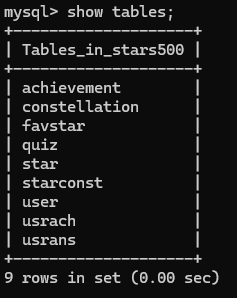 mysql> show tables;
+--------------------+
| Tables_in_stars500 |
+--------------------+
| achievement        |
| constellation      |
| favstar            |
| quiz               |
| star               |
| starconst          |
| user               |
| usrach             |
| usrans             |
+--------------------+
9 rows in set (0.00 sec)